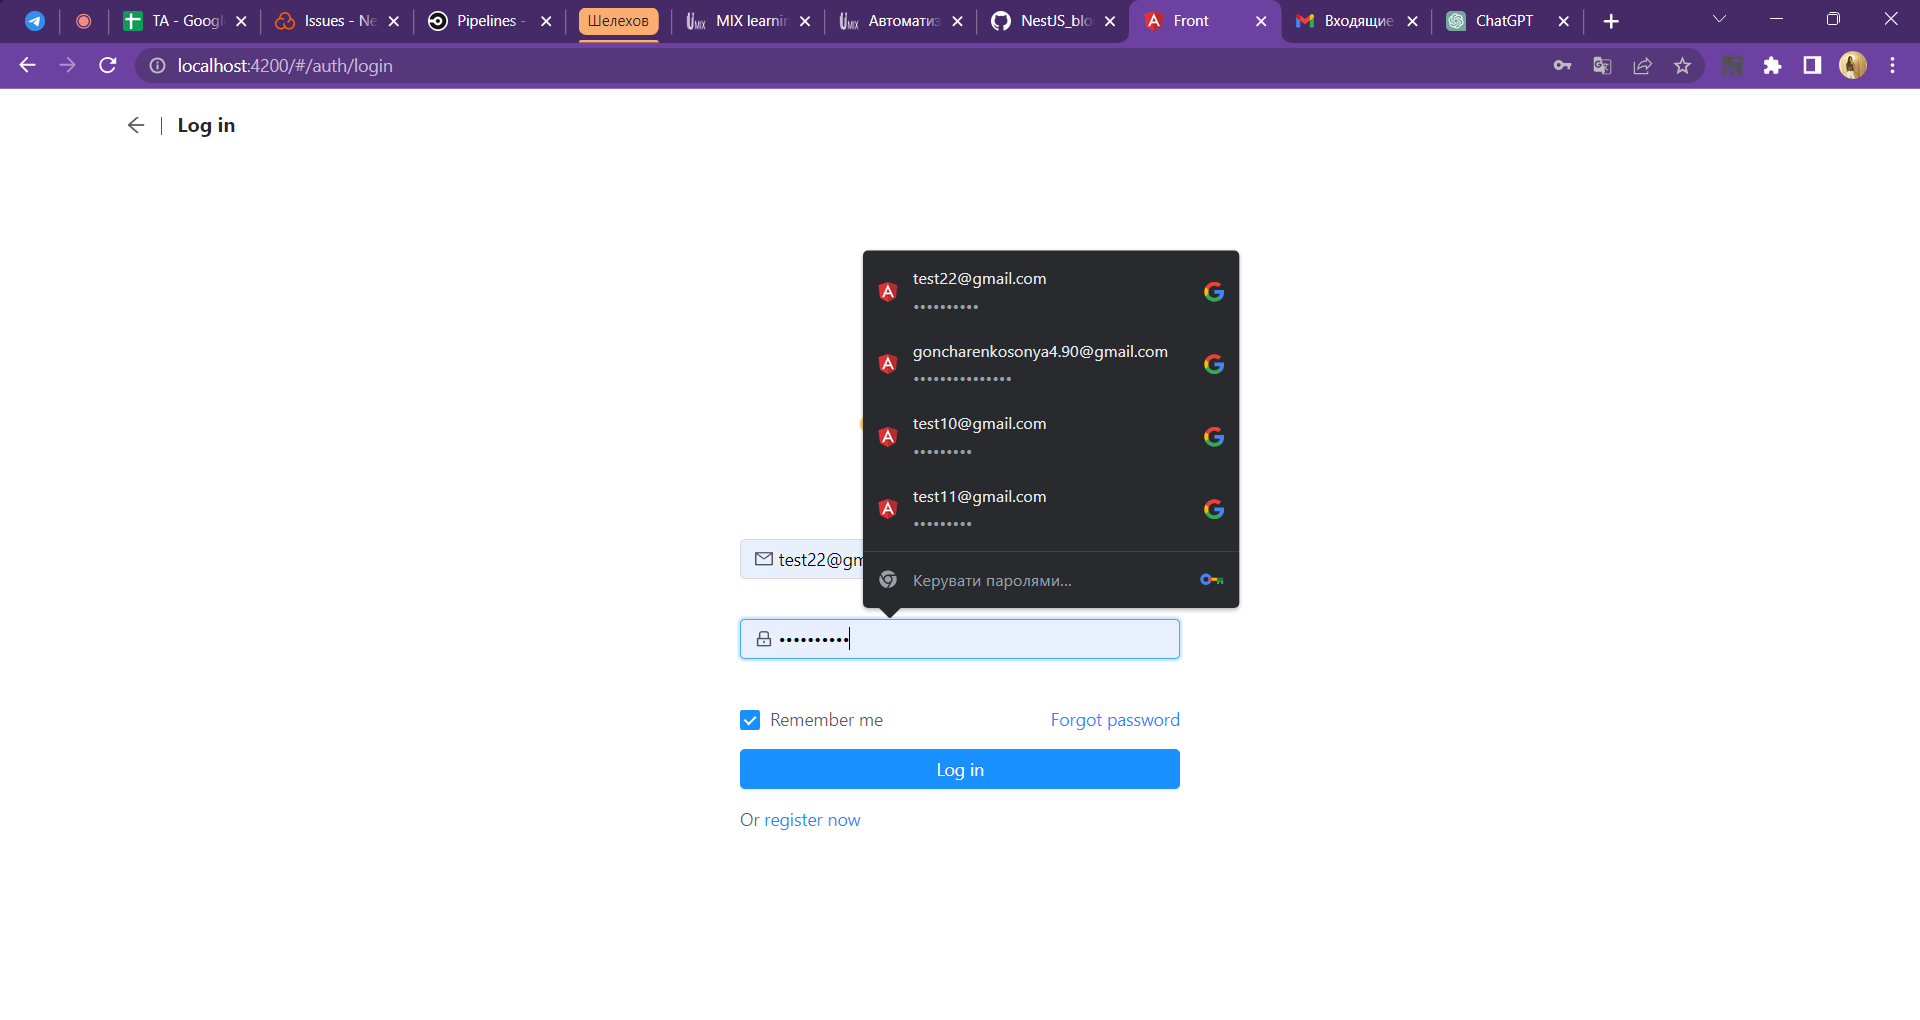 TA - Googl
Issues - Ne
Pipelines -
Шелехов
MIX learnin
Автоматиз
NestJS_blo
Front
Входящие
ChatGPT
localhost:4200/#/auth/login
Log in
test22@gmail.com
goncharenkosonya4.90@gmail.com
test10@gmail.com
test11@gmail.com
Керувати паролями...
test22@gm
Remember me
Forgot password
Log in
Or register now